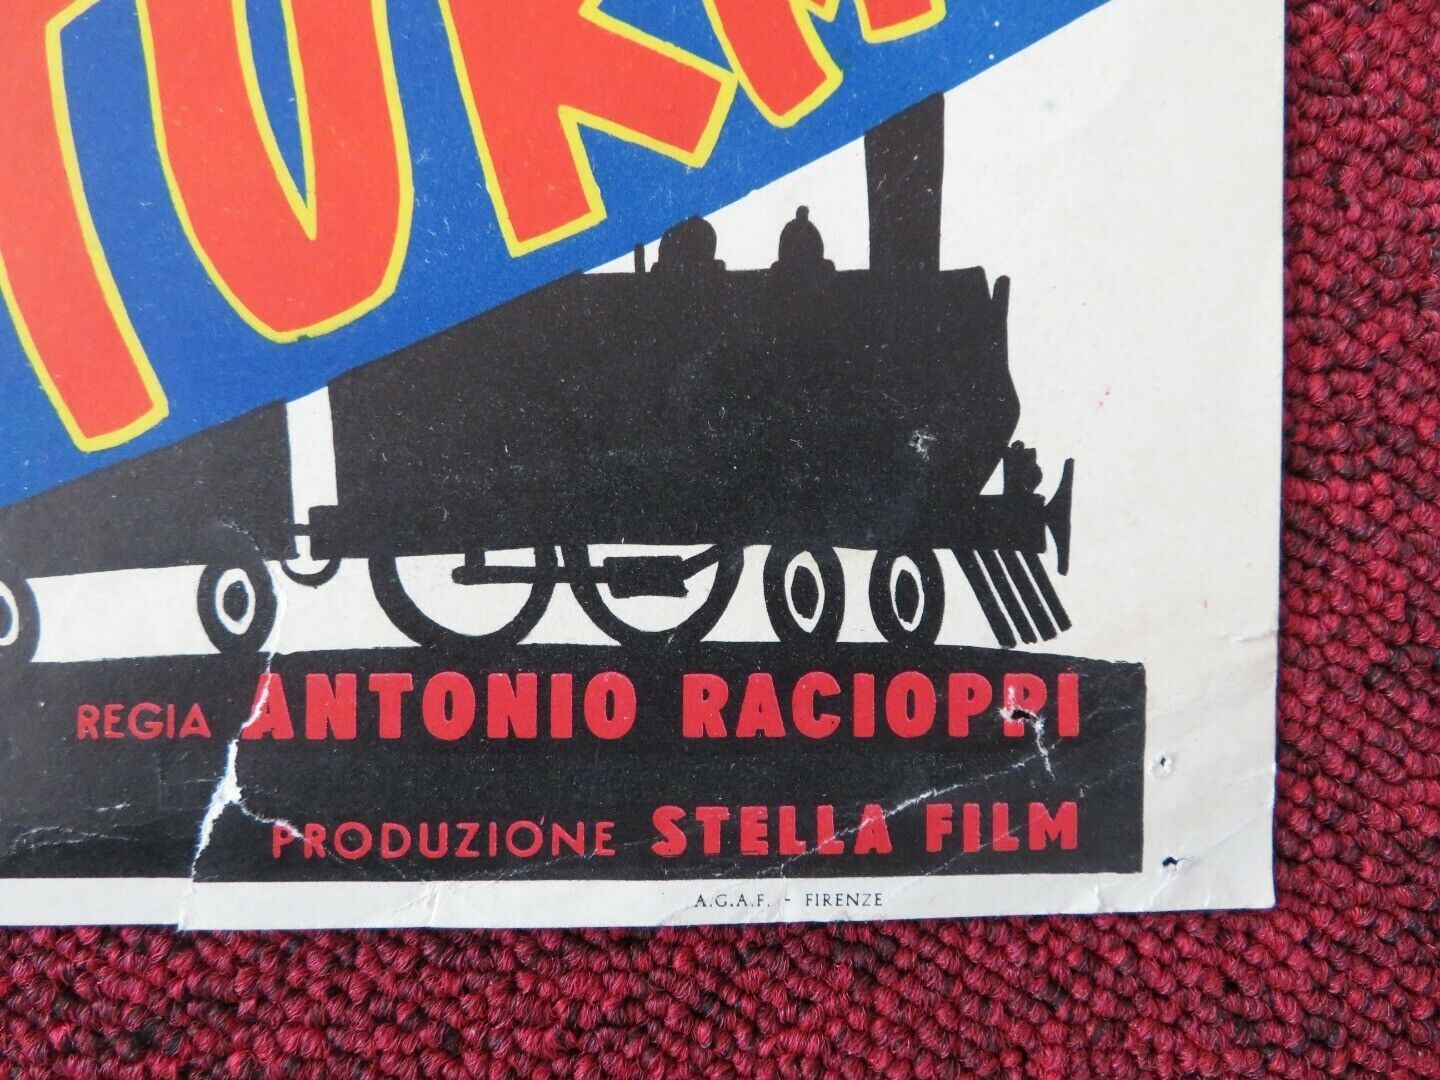 REGIA ANTONIO RACIOPPI
PRODUZIONE STELLA FILM
A.G.A.F. - FIRENZE